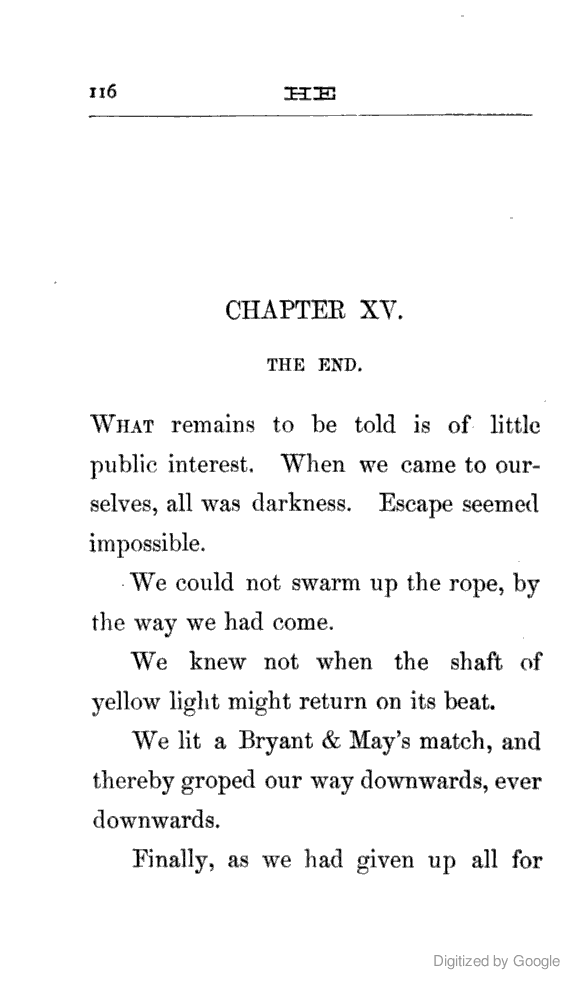 116 HE
CHAPTER XV.
THE END.
WHAT remains to be told is of little
public interest. When we came to our-
selves, all was darkness. Escape seemed
impossible.
We could not swarm up the rope, by
the way we had come.
We knew not when the shaft of
yellow light might return on its beat.
We lit a Bryant & May's match, and
thereby groped our way downwards, ever
downwards.
Finally, as we had given up all for
Digitized by Google